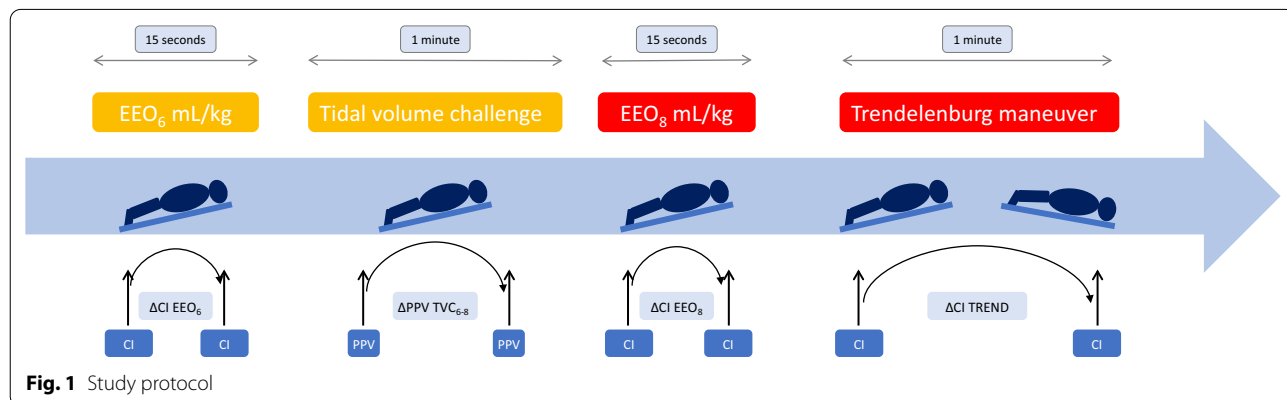 15 seconds
1 minute
15 seconds
1 minute
EEO₆ mL/kg
Tidal volume challenge
EEO₈ mL/kg
Trendelenburg maneuver
ΔCI EEO₆
ΔPPV TVC₆₋₈
ΔCI EEO₈
ΔCI TREND
CI
CI
PPV
PPV
CI
CI
CI
CI
Fig. 1 Study protocol